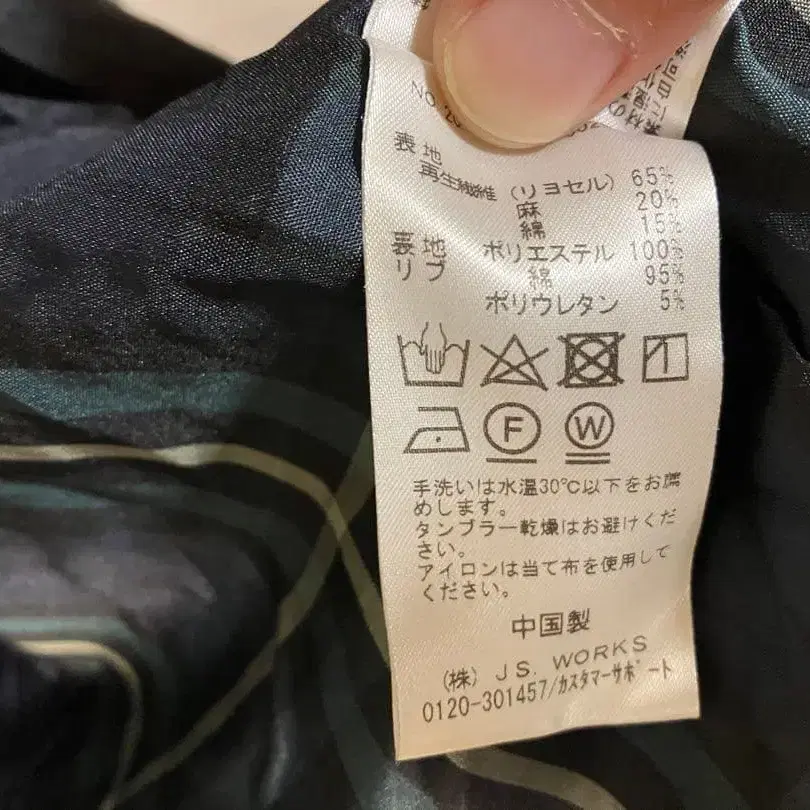 NO.
表地
再生繊維 (リヨセル) 65%
麻 20%
綿 15%
表地 ポリエステル 100%
リブ 綿 95%
ポリウレタン 5%
F
W
手洗いは水温30℃以下をお薦
めします。
タンブラー乾燥はお避けくだ
さい。
アイロンは当て布を使用して
ください。
中国製
(株) J.S. WORKS
0120-301457/カスタマーサポート